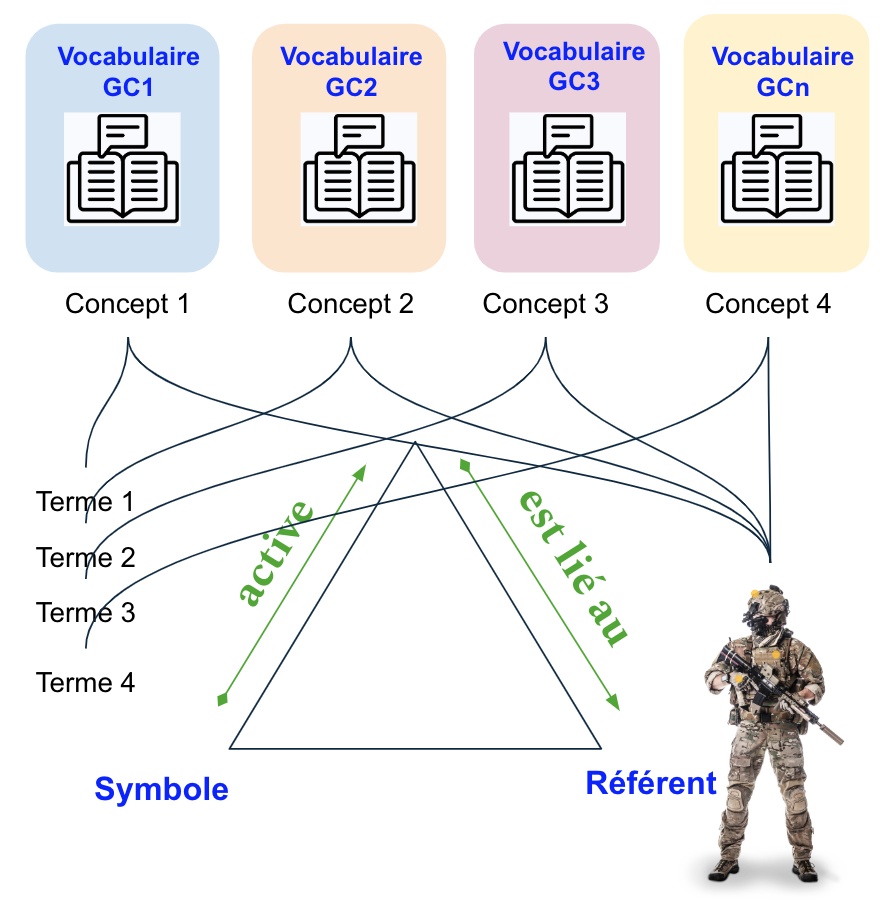 Vocabulaire
GC1
Vocabulaire
GC2
Vocabulaire
GC3
Vocabulaire
GCn
Concept 1
Concept 2
Concept 3
Concept 4
Terme 1
Terme 2
Terme 3
Terme 4
active
est lié au
Symbole
Référent